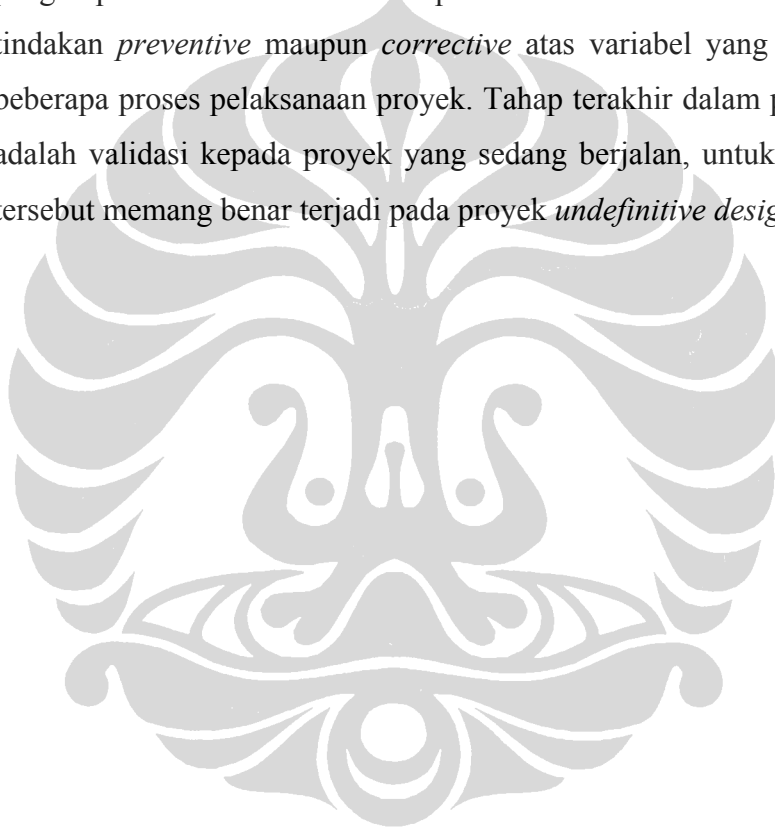 tindakan preventive maupun corrective atas variabel yang
beberapa proses pelaksanaan proyek. Tahap terakhir dalam
adalah validasi kepada proyek yang sedang berjalan, untuk
tersebut memang benar terjadi pada proyek undefinitive